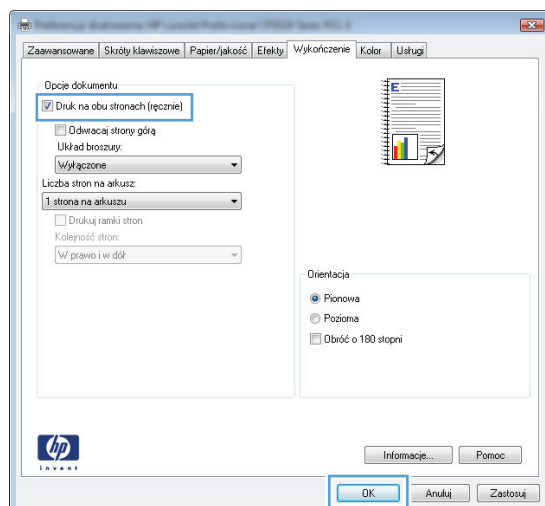 Zaawansowane Skróty klawiszowe Papier/jakość Efekty Wykończenie Kolor Usługi
Opcje dokumentu
Druk na obu stronach (ręcznie)
Odwracaj strony górą
Układ broszury:
Wyłączone
Liczba stron na arkusz:
1 strona na arkuszu
Drukuj ramki stron
Kolejność stron:
W prawo i w dół
E
Orientacja
Pionowa
Pozioma
Obróć o 180 stopni
hp
invent
Informacje... Pomoc
OK Anuluj Zastosuj